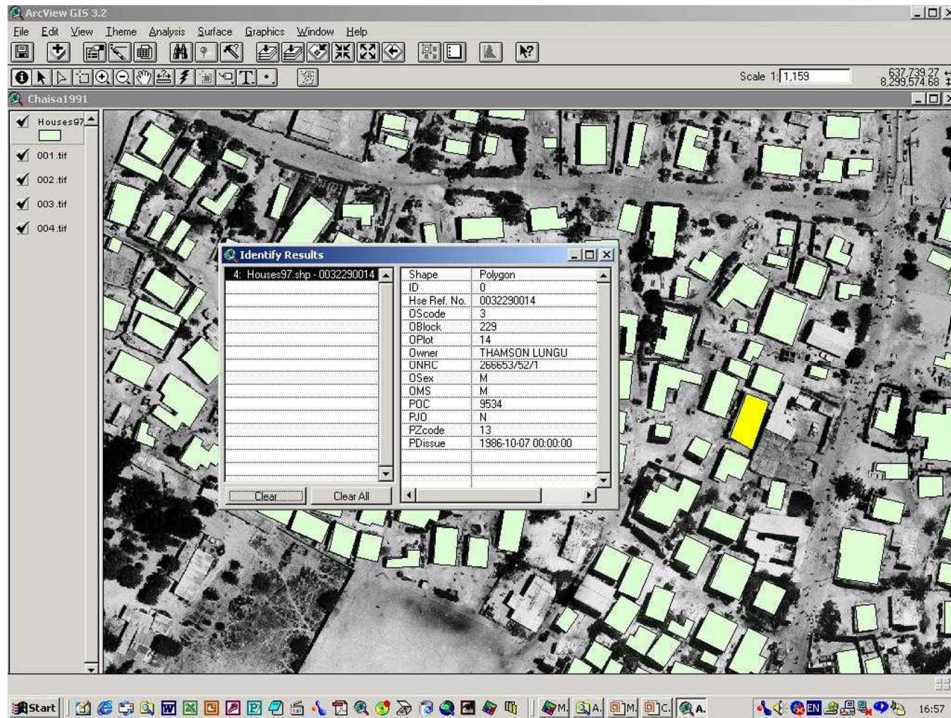 ArcView GIS 3.2
File Edit View Theme Analysis Surface Graphics Window Help
Scale 1: 1,159
637,739.27
8,299,574.68
Chaisa1991
Houses97
001.tif
002.tif
003.tif
004.tif
Identify Results
4: Houses97.shp - 0032290014
Shape Polygon
ID 0
Hse Ref. No. 0032290014
OScode 3
OBlock 229
OPlot 14
Owner THAMSON LUNGU
ONRC 266653/52/1
OSex M
OMS M
POC 9534
PJO N
PZcode 13
PDissue 1986-10-07 00:00:00
Clear Clear All
Start M. A. M. C. A. EN 16:57